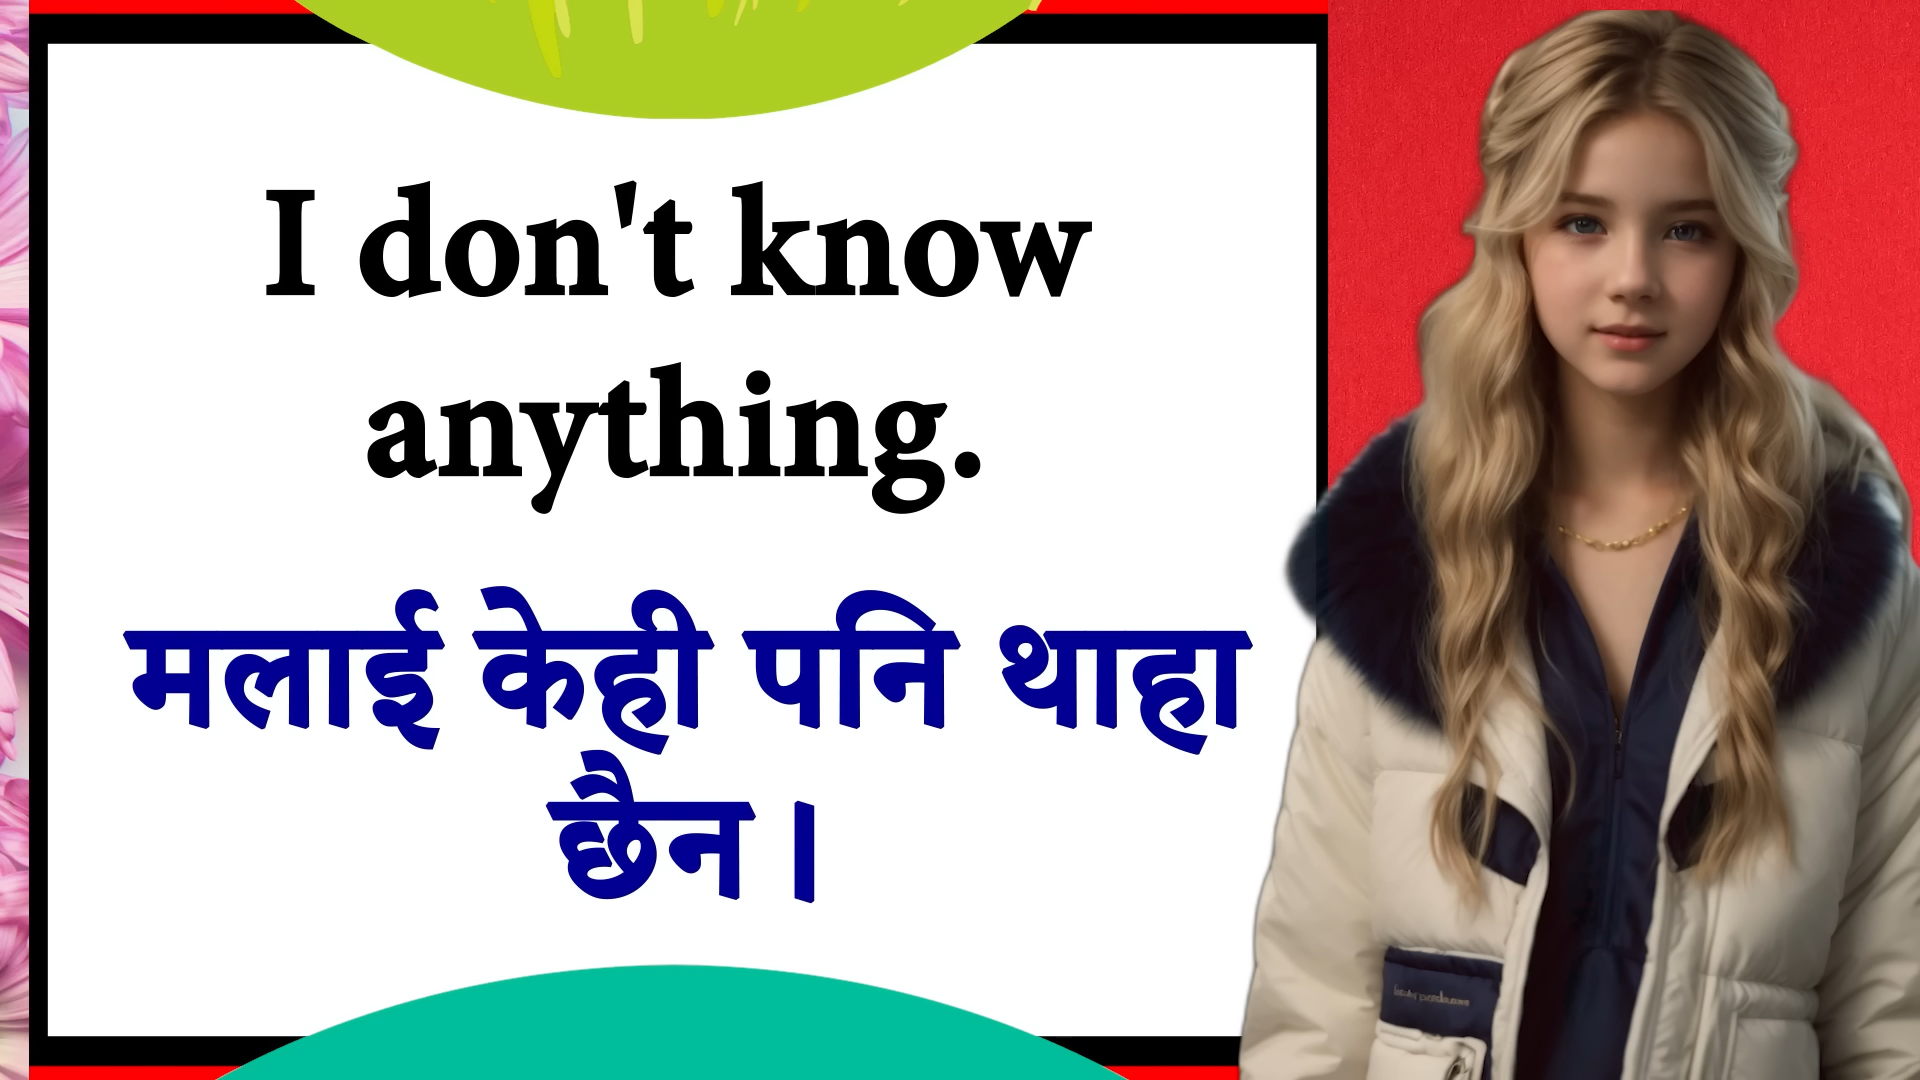 I don't know
anything.
मलाई केही पनि थाहा
छैन ।